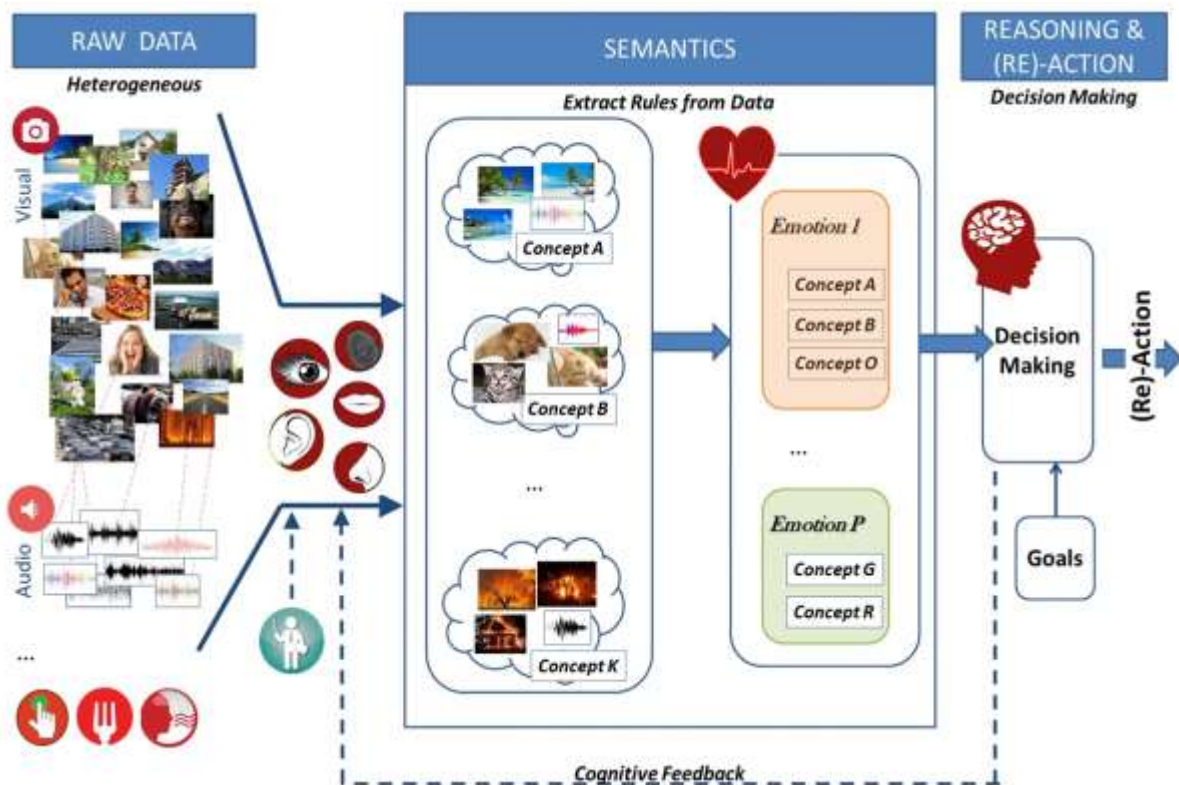 RAW DATA
Heterogeneous
Visual
Audio
...
SEMANTICS
Extract Rules from Data
Concept A
Concept B
...
Concept K
Emotion 1
Concept A
Concept B
Concept O
...
Emotion P
Concept G
Concept R
REASONING &
(RE)-ACTION
Decision Making
Decision
Making
(Re)-Action
Goals
Cognitive Feedback